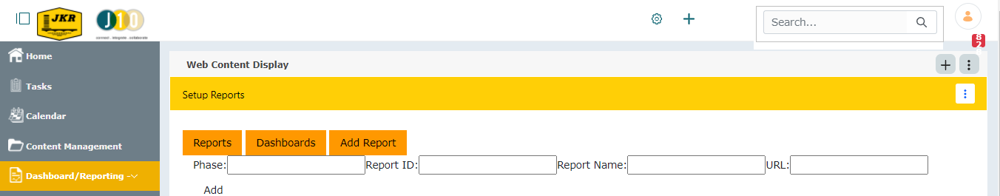 JKR
J10
connect . integrate . collaborate
Search...
82
Home
Tasks
Calendar
Content Management
Dashboard/Reporting
Web Content Display
Setup Reports
Reports Dashboards Add Report
Phase: Report ID: Report Name: URL:
Add